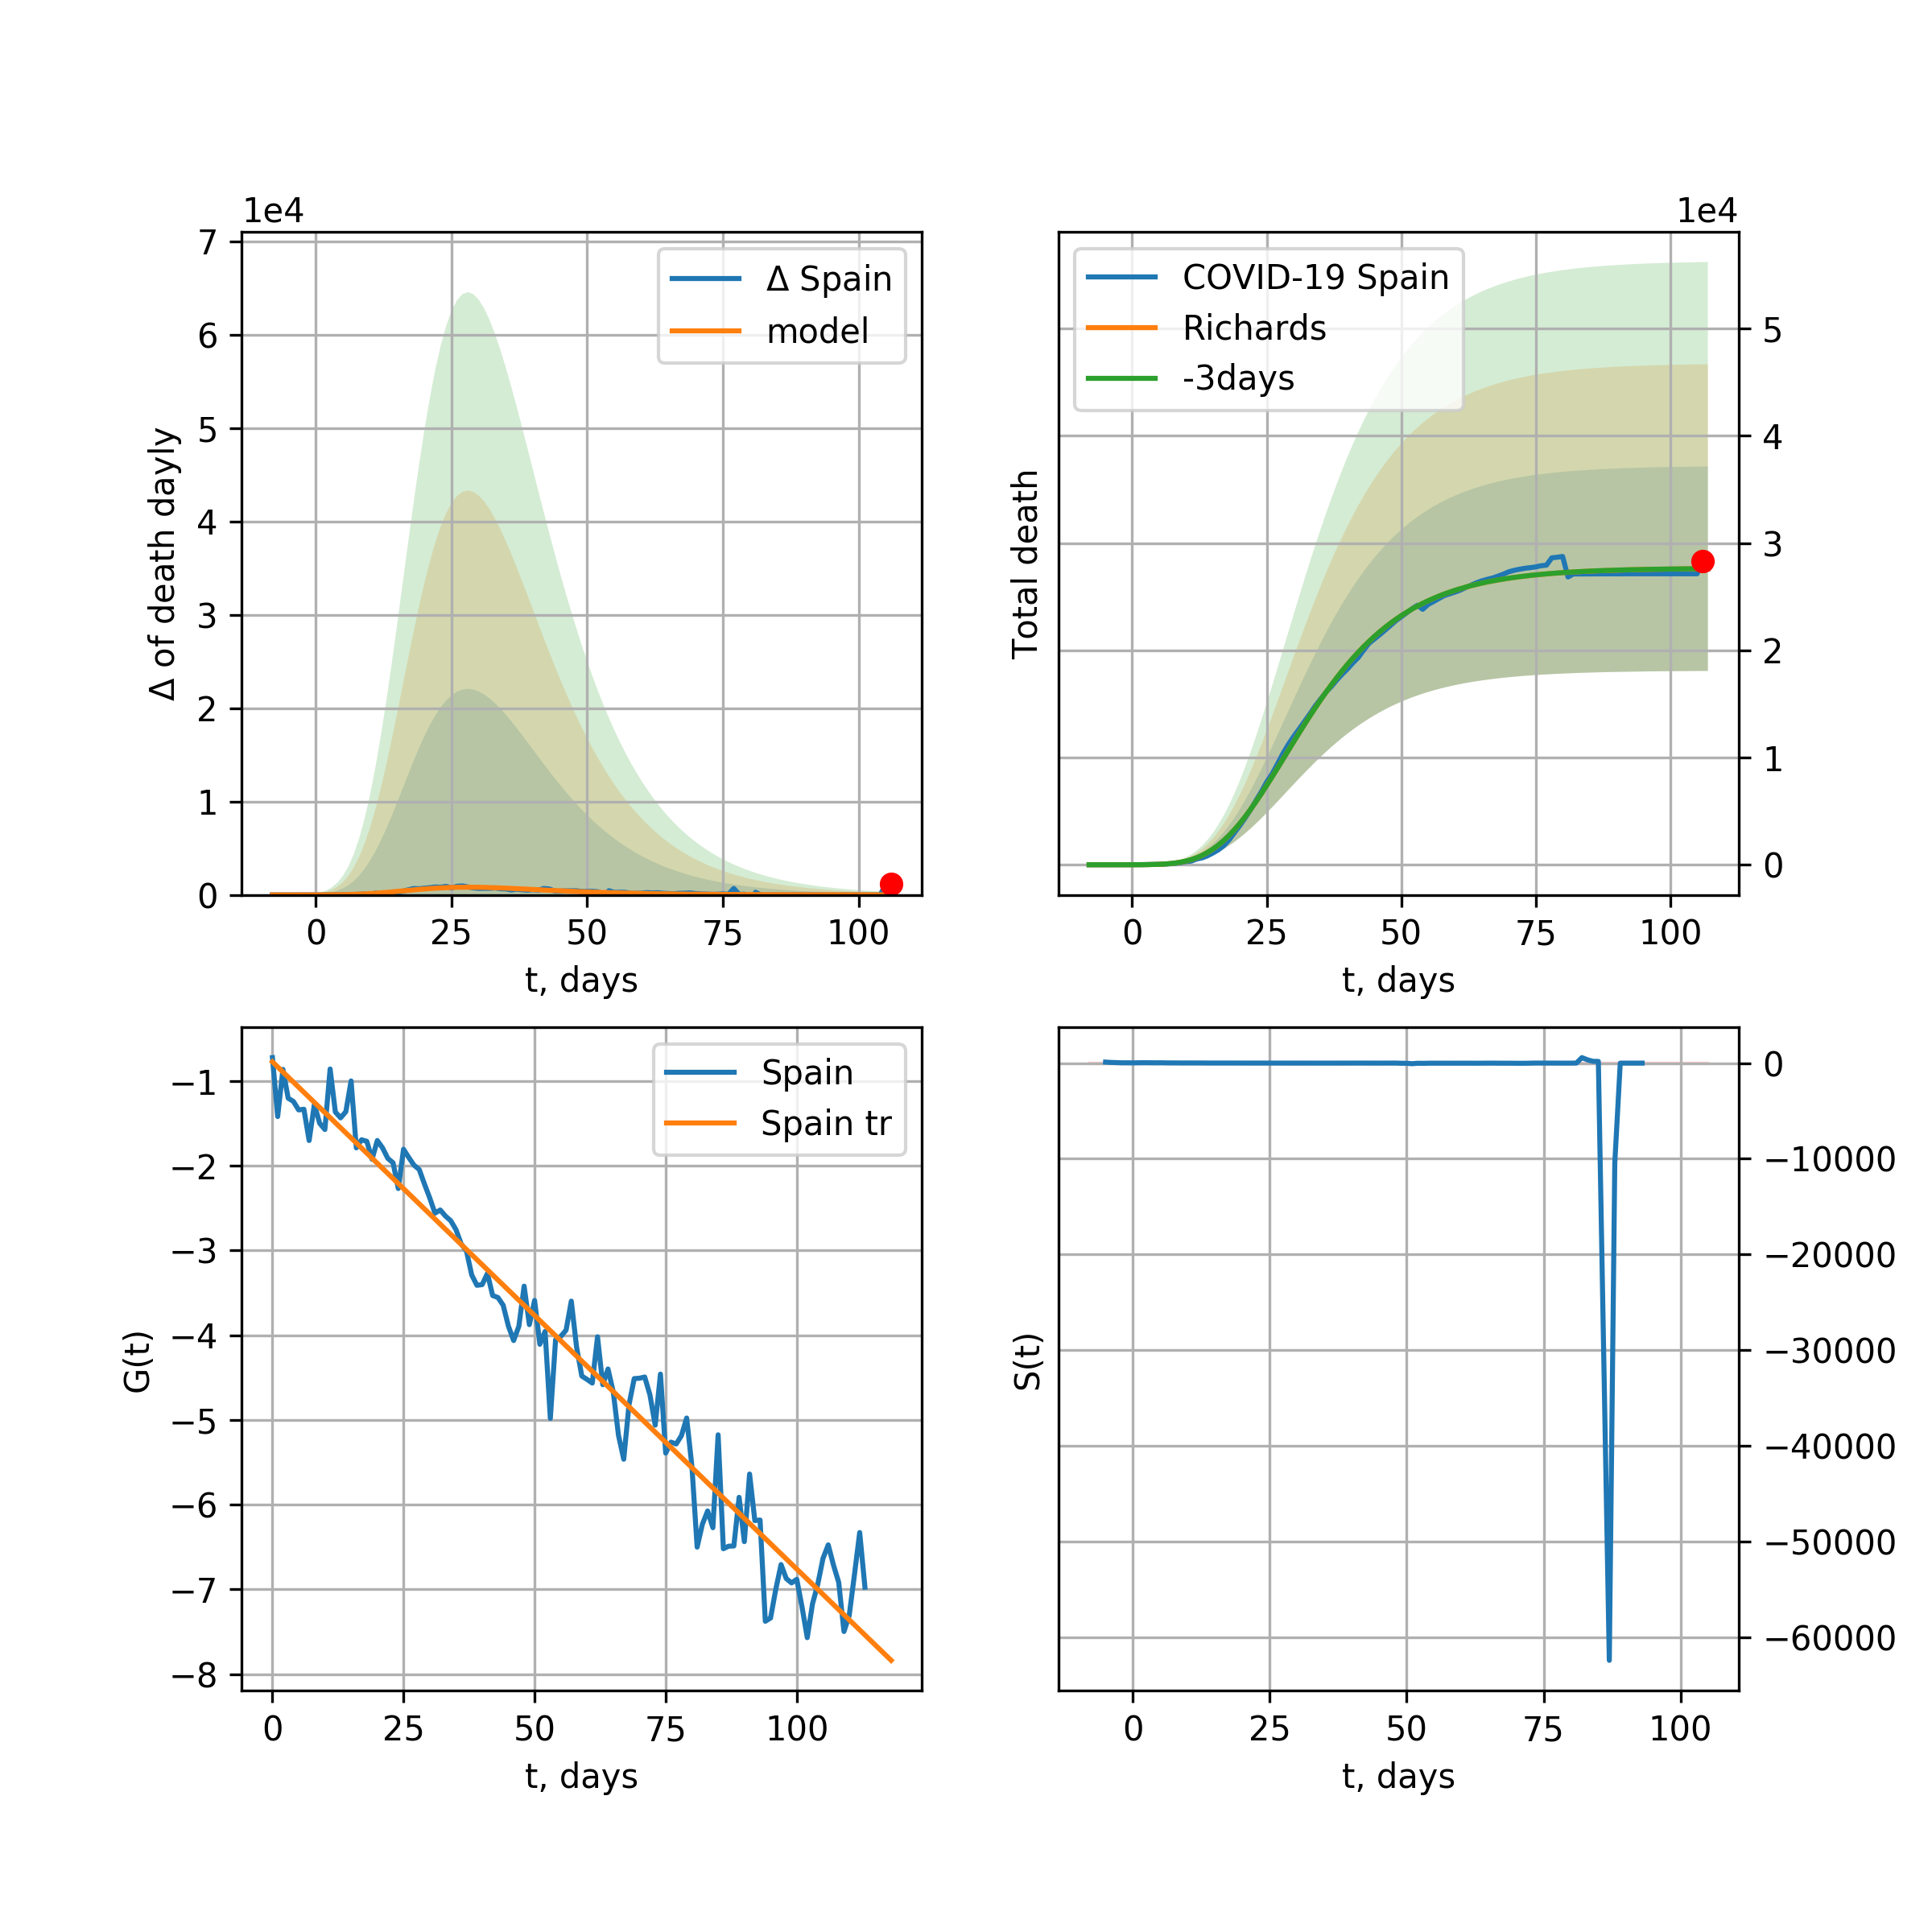 1e4
7
6
5
4
3
2
1
0
Δ of death dayly
Δ Spain
model
0 25 50 75 100
t, days
1e4
COVID-19 Spain
Richards
-3days
Total death
5
4
3
2
1
0
0 25 50 75 100
t, days
−1
−2
−3
−4
−5
−6
−7
−8
G(t)
Spain
Spain tr
0 25 50 75 100
t, days
S(t)
0
−10000
−20000
−30000
−40000
−50000
−60000
0 25 50 75 100
t, days